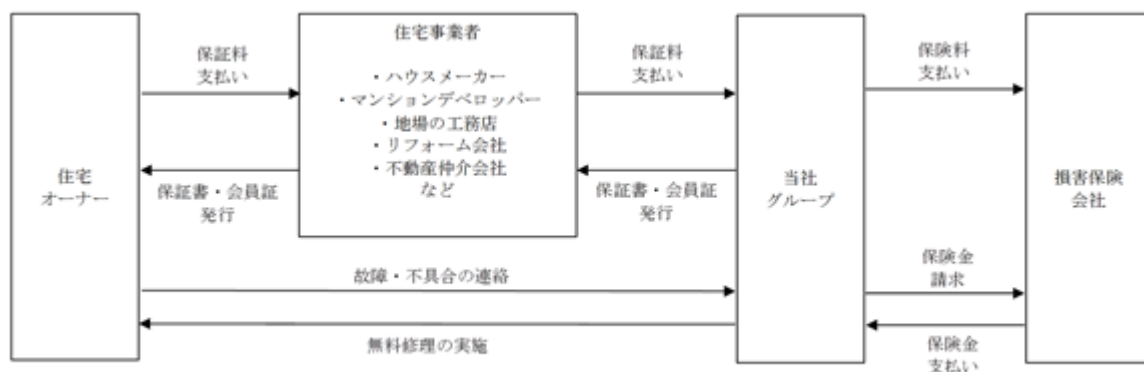 住宅
オーナー
保証料
支払い
保証書・会員証
発行
住宅事業者
・ハウスメーカー
・マンションデベロッパー
・地場の工務店
・リフォーム会社
・不動産仲介会社
など
保証料
支払い
保証書・会員証
発行
故障・不具合の連絡
無料修理の実施
当社
グループ
保険料
支払い
保険金
請求
保険金
支払い
損害保険
会社